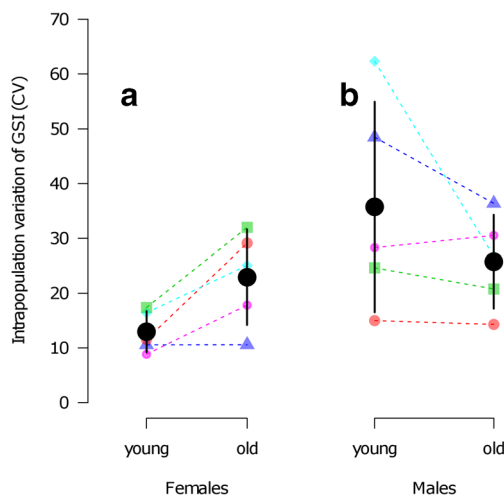 Intrapopulation variation of GSI (CV)
70
60
50
40
30
20
10
0
a
b
young
old
young
old
Females
Males